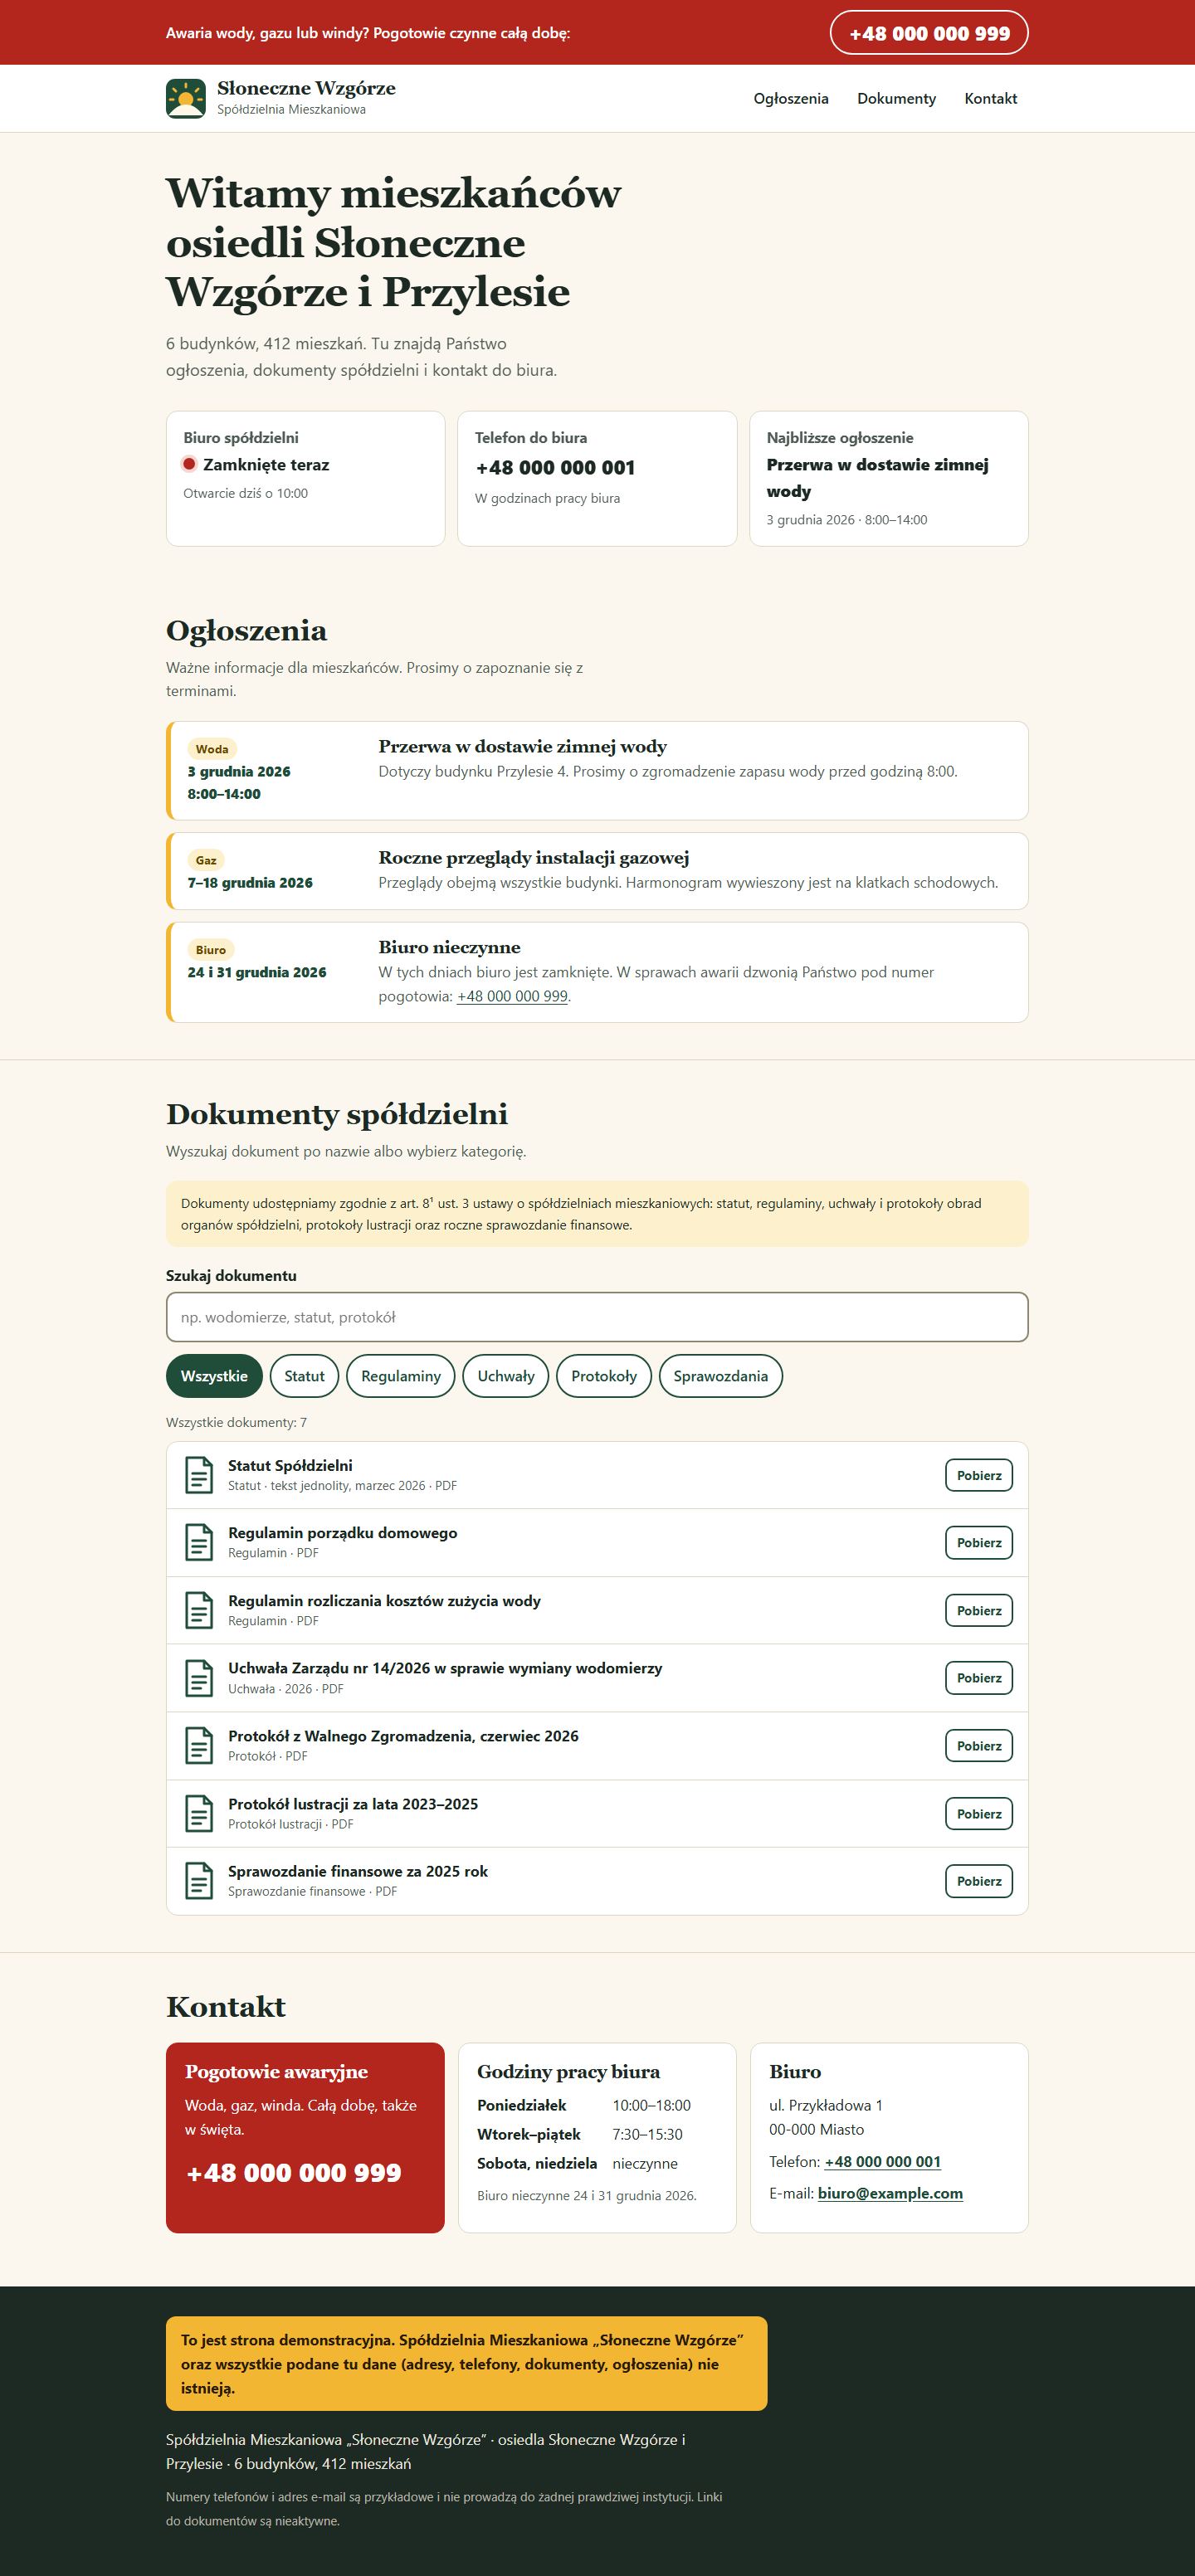 Awaria wody, gazu lub windy? Pogotowie czynne całą dobę:
+48 000 000 999
Słoneczne Wzgórze
Spółdzielnia Mieszkaniowa
Ogłoszenia
Dokumenty
Kontakt
Witamy mieszkańców
osiedli Słoneczne
Wzgórze i Przylesie
6 budynków, 412 mieszkań. Tu znajdą Państwo
ogłoszenia, dokumenty spółdzielni i kontakt do biura.
Biuro spółdzielni
Zamknięte teraz
Otwarcie dziś o 10:00
Telefon do biura
+48 000 000 001
W godzinach pracy biura
Najbliższe ogłoszenie
Przerwa w dostawie zimnej
wody
3 grudnia 2026 · 8:00–14:00
Ogłoszenia
Ważne informacje dla mieszkańców. Prosimy o zapoznanie się z
terminami.
Woda
3 grudnia 2026
8:00–14:00
Przerwa w dostawie zimnej wody
Dotyczy budynku Przylesie 4. Prosimy o zgromadzenie zapasu wody przed godziną 8:00.
Gaz
7–18 grudnia 2026
Roczne przeglądy instalacji gazowej
Przeglądy obejmą wszystkie budynki. Harmonogram wywieszony jest na klatkach schodowych.
Biuro
24 i 31 grudnia 2026
Biuro nieczynne
W tych dniach biuro jest zamknięte. W sprawach awarii dzwonią Państwo pod numer
pogotowia: +48 000 000 999.
Dokumenty spółdzielni
Wyszukaj dokument po nazwie albo wybierz kategorię.
Dokumenty udostępniamy zgodnie z art. 8¹ ust. 3 ustawy o spółdzielniach mieszkaniowych: statut, regulaminy, uchwały i protokoły obrad
organów spółdzielni, protokoły lustracji oraz roczne sprawozdanie finansowe.
Szukaj dokumentu
np. wodomierze, statut, protokół
Wszystkie
Statut
Regulaminy
Uchwały
Protokoły
Sprawozdania
Wszystkie dokumenty: 7
Statut Spółdzielni
Statut · tekst jednolity, marzec 2026 · PDF
Pobierz
Regulamin porządku domowego
Regulamin · PDF
Pobierz
Regulamin rozliczania kosztów zużycia wody
Regulamin · PDF
Pobierz
Uchwała Zarządu nr 14/2026 w sprawie wymiany wodomierzy
Uchwała · 2026 · PDF
Pobierz
Protokół z Walnego Zgromadzenia, czerwiec 2026
Protokół · PDF
Pobierz
Protokół lustracji za lata 2023–2025
Protokół lustracji · PDF
Pobierz
Sprawozdanie finansowe za 2025 rok
Sprawozdanie finansowe · PDF
Pobierz
Kontakt
Pogotowie awaryjne
Woda, gaz, winda. Całą dobę, także
w święta.
+48 000 000 999
Godziny pracy biura
Poniedziałek 10:00–18:00
Wtorek–piątek 7:30–15:30
Sobota, niedziela nieczynne
Biuro nieczynne 24 i 31 grudnia 2026.
Biuro
ul. Przykładowa 1
00-000 Miasto
Telefon: +48 000 000 001
E-mail: biuro@example.com
To jest strona demonstracyjna. Spółdzielnia Mieszkaniowa „Słoneczne Wzgórze”
oraz wszystkie podane tu dane (adresy, telefony, dokumenty, ogłoszenia) nie
istnieją.
Spółdzielnia Mieszkaniowa „Słoneczne Wzgórze” · osiedla Słoneczne Wzgórze i
Przylesie · 6 budynków, 412 mieszkań
Numery telefonów i adres e-mail są przykładowe i nie prowadzą do żadnej prawdziwej instytucji. Linki
do dokumentów są nieaktywne.